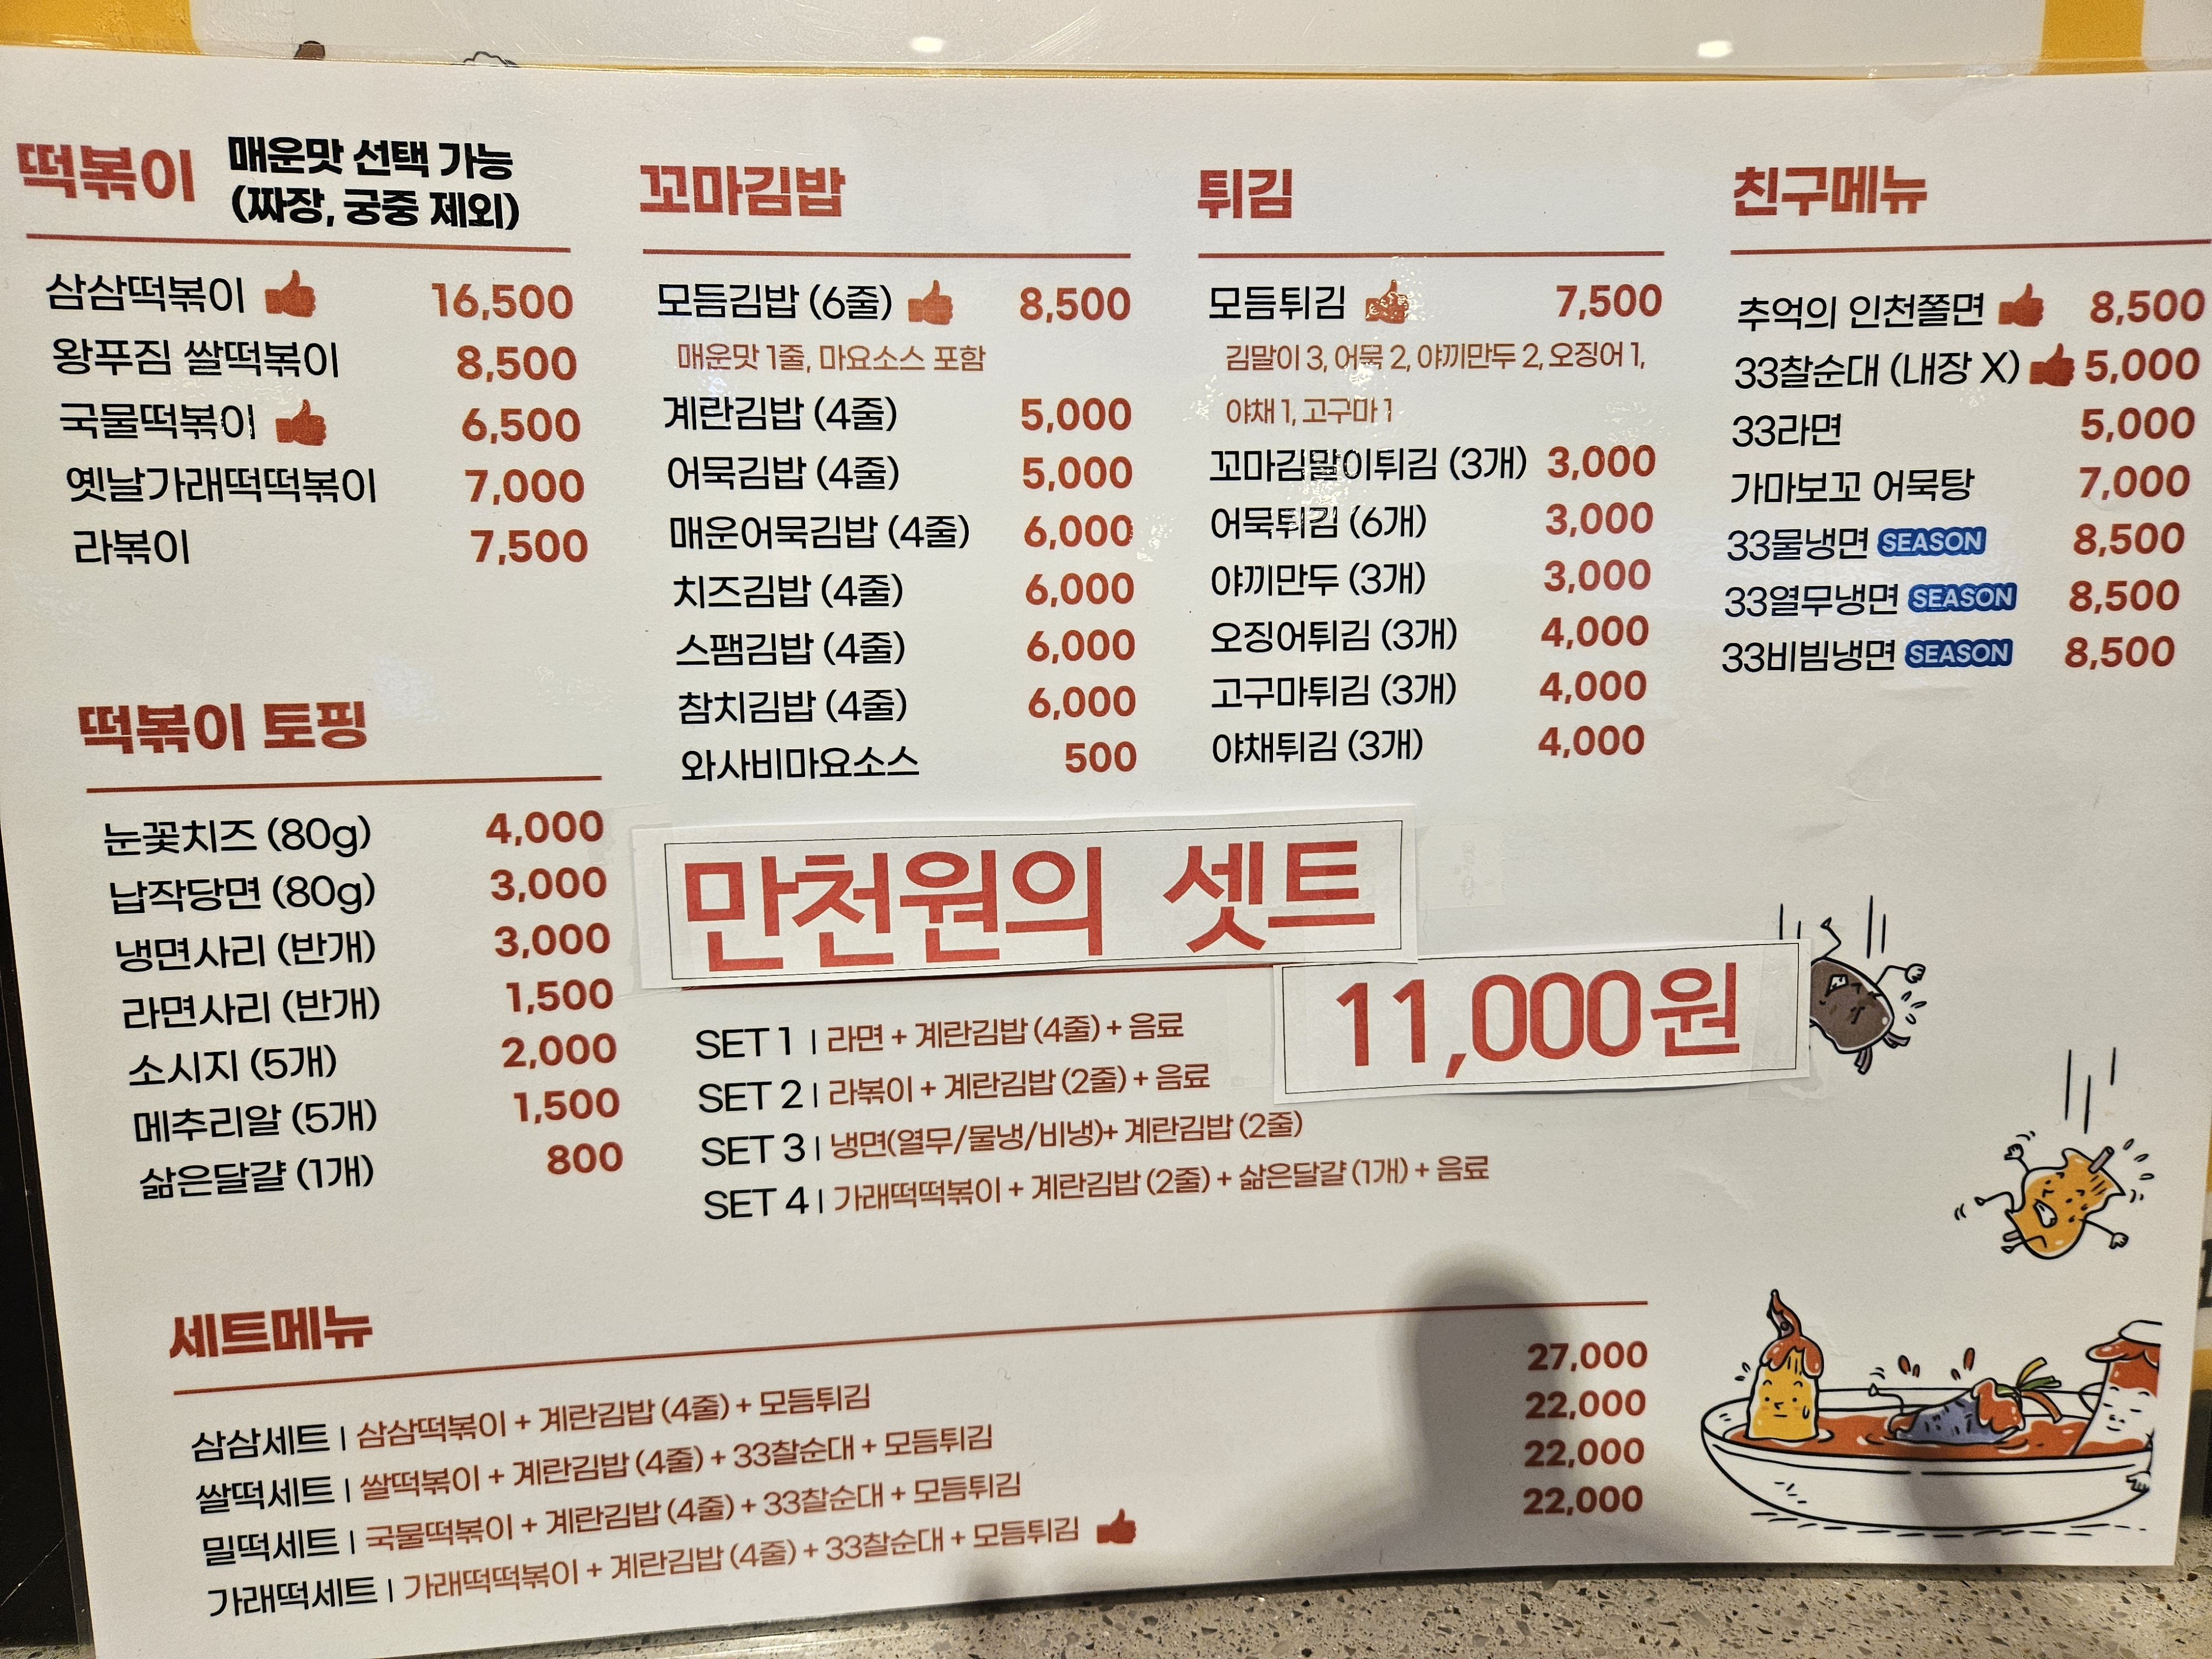 떡볶이 매운맛 선택 가능
(짜장, 궁중 제외)
삼삼떡볶이 16,500
왕푸짐 쌀떡볶이 8,500
국물떡볶이 6,500
옛날가래떡떡볶이 7,000
라볶이 7,500
떡볶이 토핑
눈꽃치즈 (80g) 4,000
납작당면 (80g) 3,000
냉면사리 (반개) 3,000
라면사리 (반개) 1,500
소시지 (5개) 2,000
메추리알 (5개) 1,500
삶은달걀 (1개) 800
꼬마김밥
모듬김밥 (6줄) 8,500
매운맛 1줄, 마요소스 포함
계란김밥 (4줄) 5,000
어묵김밥 (4줄) 5,000
매운어묵김밥 (4줄) 6,000
치즈김밥 (4줄) 6,000
스팸김밥 (4줄) 6,000
참치김밥 (4줄) 6,000
와사비마요소스 500
튀김
모듬튀김 7,500
김말이 3, 어묵 2, 야끼만두 2, 오징어 1,
야채 1, 고구마 1
꼬마김말이튀김 (3개) 3,000
어묵튀김 (6개) 3,000
야끼만두 (3개) 3,000
오징어튀김 (3개) 4,000
고구마튀김 (3개) 4,000
야채튀김 (3개) 4,000
친구메뉴
추억의 인천쫄면 8,500
33찰순대 (내장 X) 5,000
33라면 5,000
가마보꼬 어묵탕 7,000
33물냉면 SEASON 8,500
33열무냉면 SEASON 8,500
33비빔냉면 SEASON 8,500
만천원의 셋트
11,000원
SET 1 | 라면 + 계란김밥 (4줄) + 음료
SET 2 | 라볶이 + 계란김밥 (2줄) + 음료
SET 3 | 냉면(열무/물냉/비냉)+ 계란김밥 (2줄)
SET 4 | 가래떡떡볶이 + 계란김밥 (2줄) + 삶은달걀 (1개) + 음료
세트메뉴
삼삼세트 | 삼삼떡볶이 + 계란김밥 (4줄) + 모듬튀김 27,000
쌀떡세트 | 쌀떡볶이 + 계란김밥 (4줄) + 33찰순대 + 모듬튀김 22,000
밀떡세트 | 국물떡볶이 + 계란김밥 (4줄) + 33찰순대 + 모듬튀김 22,000
가래떡세트 | 가래떡떡볶이 + 계란김밥 (4줄) + 33찰순대 + 모듬튀김 22,000